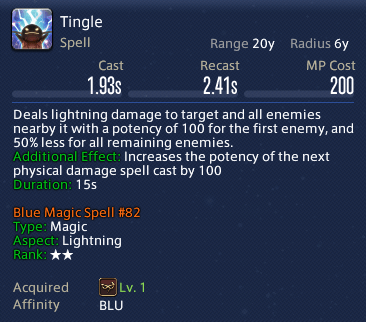 Tingle
Spell Range 20y Radius 6y
Cast Recast MP Cost
1.93s 2.41s 200
Deals lightning damage to target and all enemies
nearby it with a potency of 100 for the first enemy, and
50% less for all remaining enemies.
Additional Effect: Increases the potency of the next
physical damage spell cast by 100
Duration: 15s
Blue Magic Spell #82
Type: Magic
Aspect: Lightning
Rank: ★★
Acquired Lv. 1
Affinity BLU